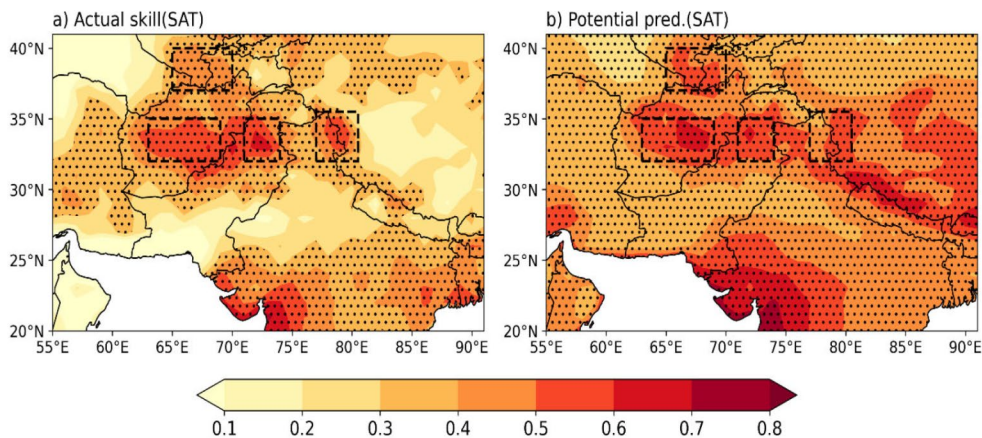 a) Actual skill(SAT)
b) Potential pred.(SAT)
40°N
35°N
30°N
25°N
20°N
55°E 60°E 65°E 70°E 75°E 80°E 85°E 90°E
40°N
35°N
30°N
25°N
20°N
55°E 60°E 65°E 70°E 75°E 80°E 85°E 90°E
0.1 0.2 0.3 0.4 0.5 0.6 0.7 0.8